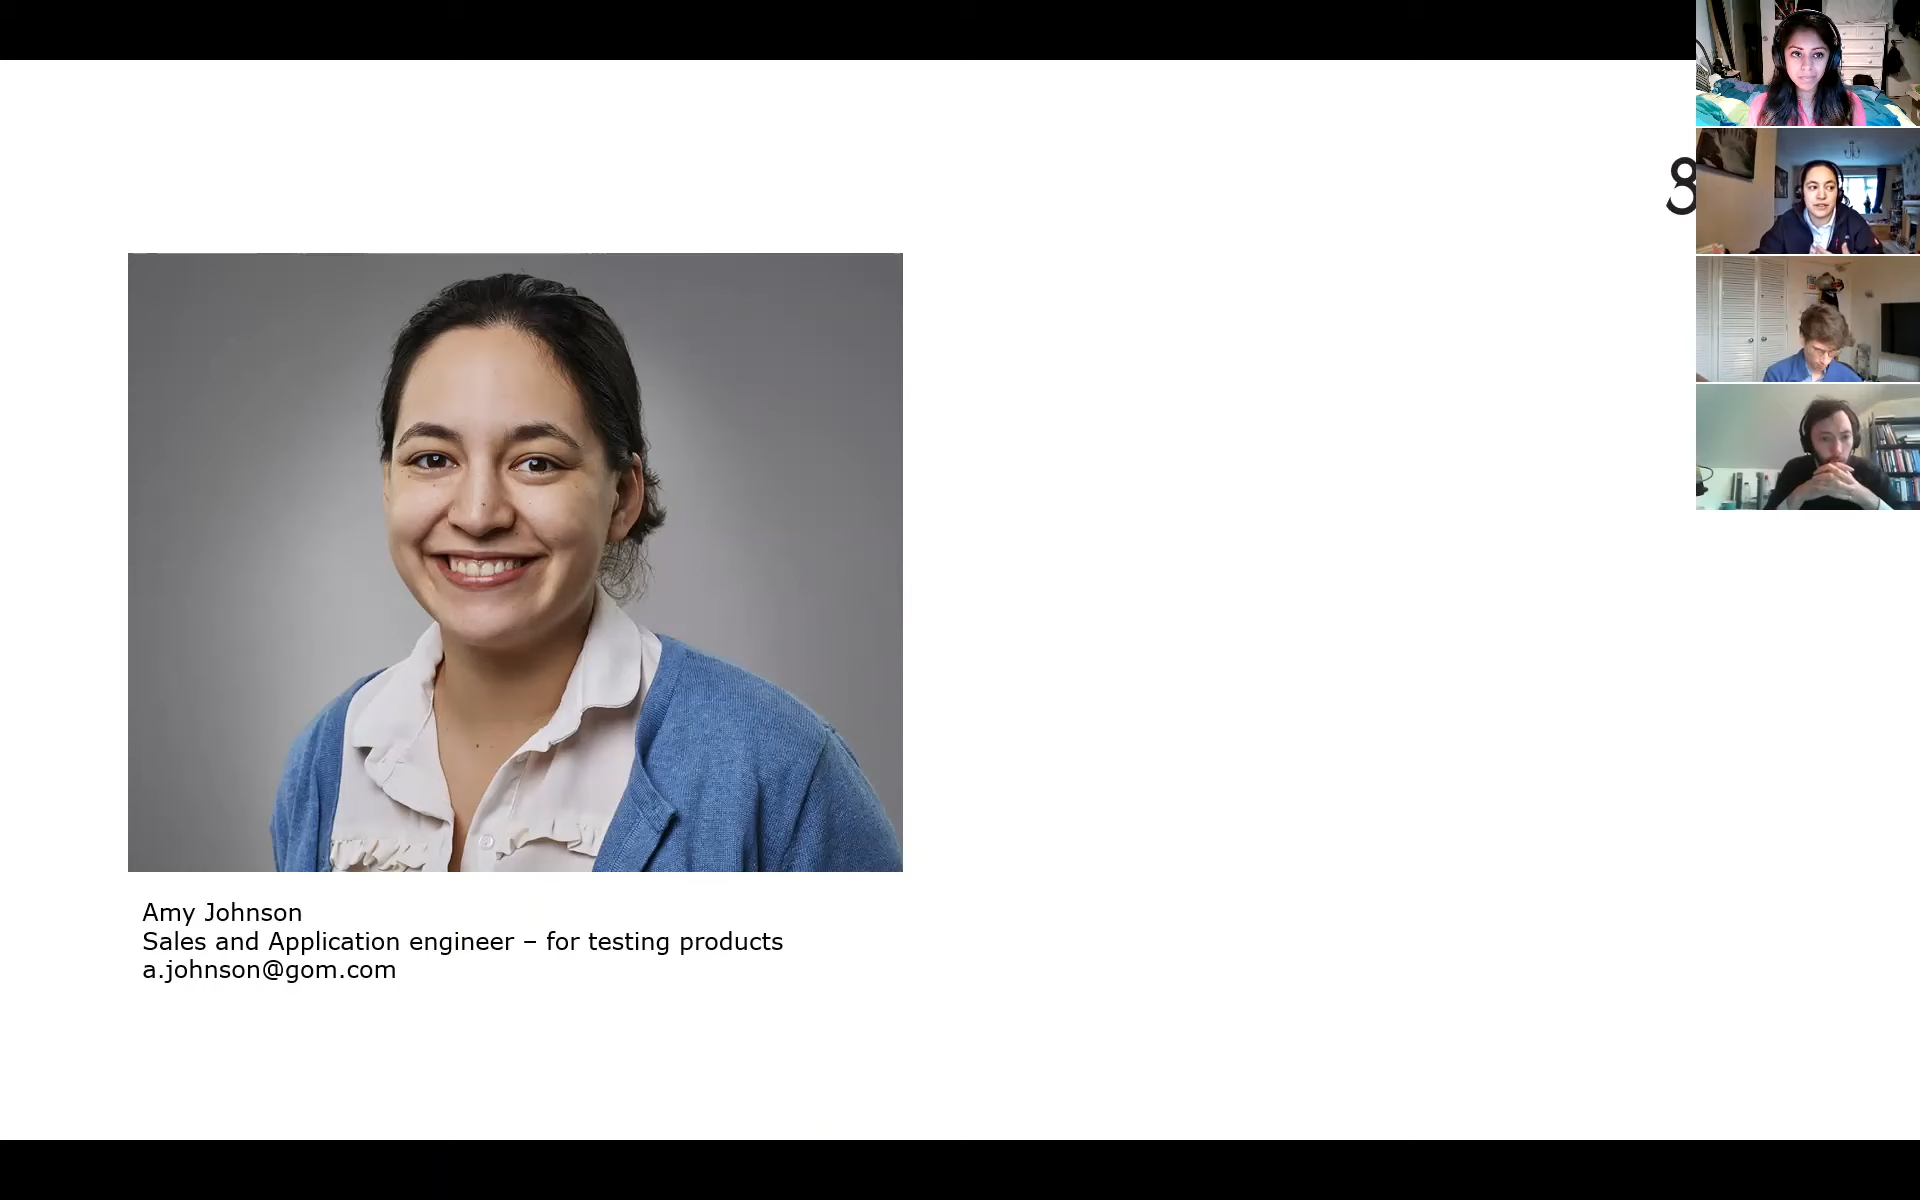 Amy Johnson
Sales and Application engineer – for testing products
a.johnson@gom.com